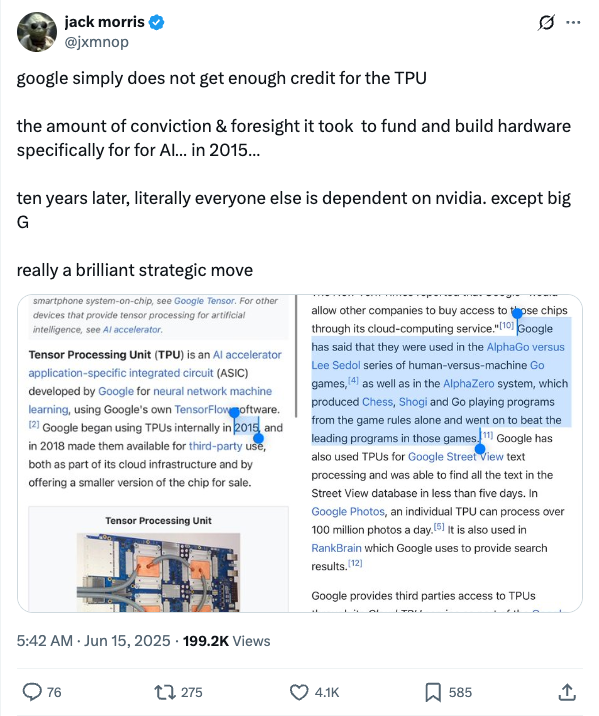 jack morris
@jxmnop
google simply does not get enough credit for the TPU
the amount of conviction & foresight it took to fund and build hardware
specifically for for AI... in 2015...
ten years later, literally everyone else is dependent on nvidia. except big
G
really a brilliant strategic move
smartphone system-on-chip, see Google Tensor. For other
devices that provide tensor processing for artificial
intelligence, see AI accelerator.
Tensor Processing Unit (TPU) is an AI accelerator
application-specific integrated circuit (ASIC)
developed by Google for neural network machine
learning, using Google's own TensorFlow software.
[2] Google began using TPUs internally in 2015, and
in 2018 made them available for third-party use,
both as part of its cloud infrastructure and by
offering a smaller version of the chip for sale.
Tensor Processing Unit
allow other companies to buy access to those chips
through its cloud-computing service."[10] Google
has said that they were used in the AlphaGo versus
Lee Sedol series of human-versus-machine Go
games,[4] as well as in the AlphaZero system, which
produced Chess, Shogi and Go playing programs
from the game rules alone and went on to beat the
leading programs in those games.[11] Google has
also used TPUs for Google Street View text
processing and was able to find all the text in the
Street View database in less than five days. In
Google Photos, an individual TPU can process over
100 million photos a day.[5] It is also used in
RankBrain which Google uses to provide search
results.[12]
Google provides third parties access to TPUs
5:42 AM · Jun 15, 2025 · 199.2K Views
76
275
4.1K
585